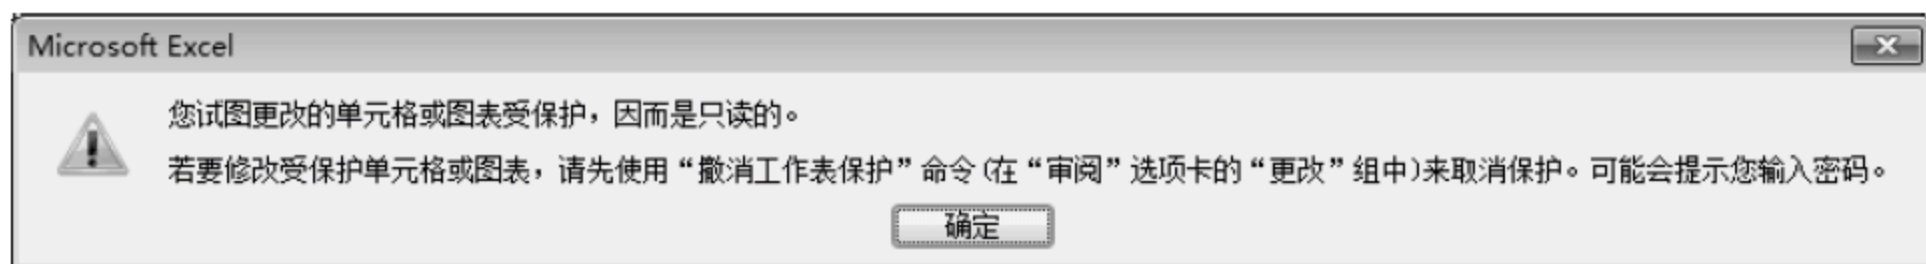 Microsoft Excel
您试图更改的单元格或图表受保护，因而是只读的。
若要修改受保护单元格或图表，请先使用“撤消工作表保护”命令(在“审阅”选项卡的“更改”组中)来取消保护。可能会提示您输入密码。
确定